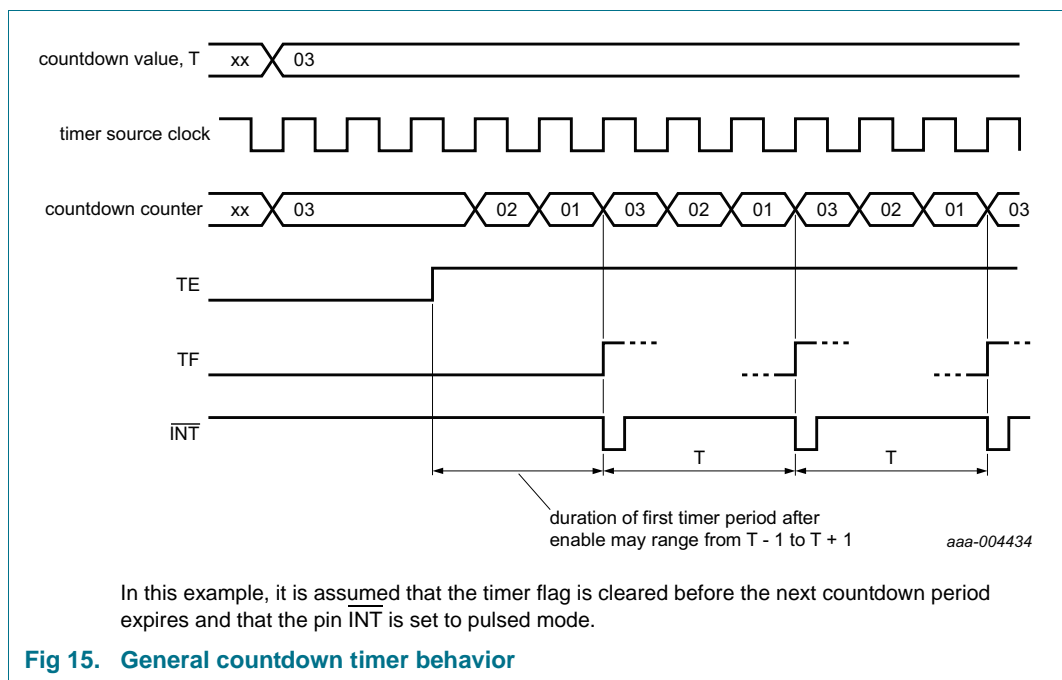 countdown value, T xx 03
timer source clock
countdown counter xx 03 02 01 03 02 01 03 02 01 03
TE
TF
INT
T T
duration of first timer period after
enable may range from T - 1 to T + 1
aaa-004434
In this example, it is assumed that the timer flag is cleared before the next countdown period
expires and that the pin INT is set to pulsed mode.
Fig 15. General countdown timer behavior